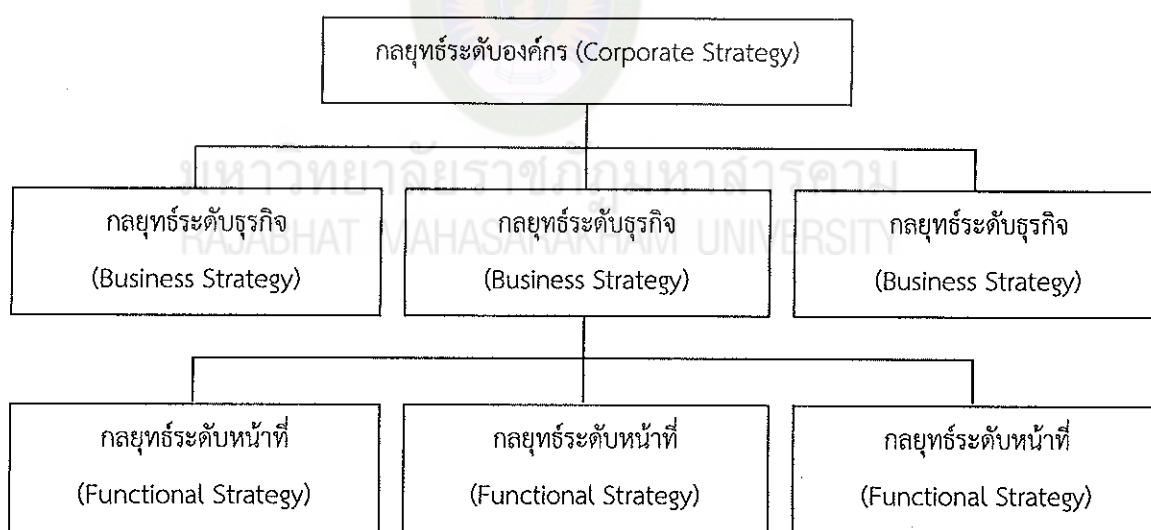 กลยุทธ์ระดับองค์กร (Corporate Strategy)
มหาวิทยาลัยราชภัฏมหาสารคาม
RAJABHAT MAHASARAKHAM UNIVERSITY
กลยุทธ์ระดับธุรกิจ
(Business Strategy)
กลยุทธ์ระดับธุรกิจ
(Business Strategy)
กลยุทธ์ระดับธุรกิจ
(Business Strategy)
กลยุทธ์ระดับหน้าที่
(Functional Strategy)
กลยุทธ์ระดับหน้าที่
(Functional Strategy)
กลยุทธ์ระดับหน้าที่
(Functional Strategy)